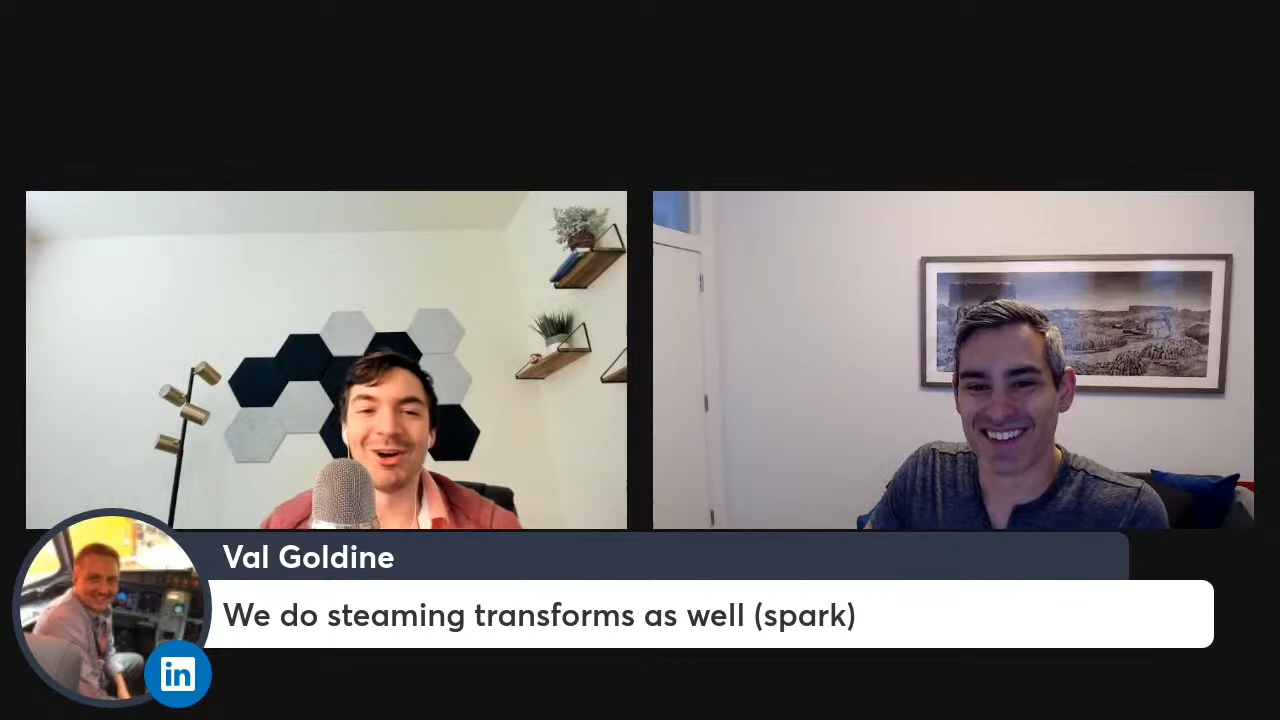 Val Goldine
We do steaming transforms as well (spark)
in